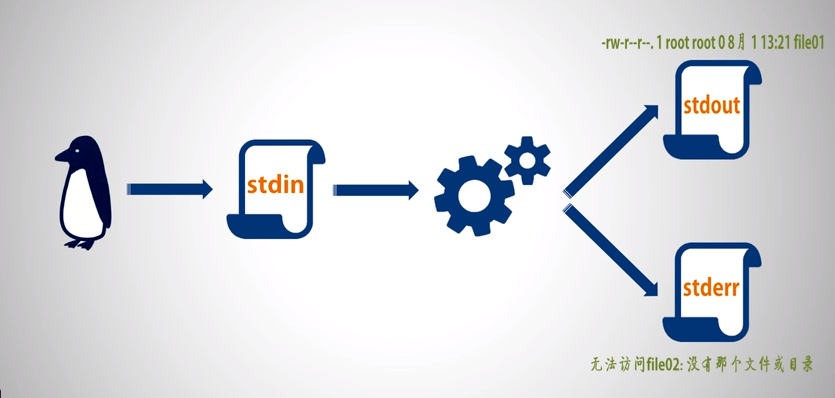 -rw-r--r--. 1 root root 0 8月 1 13:21 file01
stdout
stdin
stderr
无法访问file02: 没有那个文件或目录